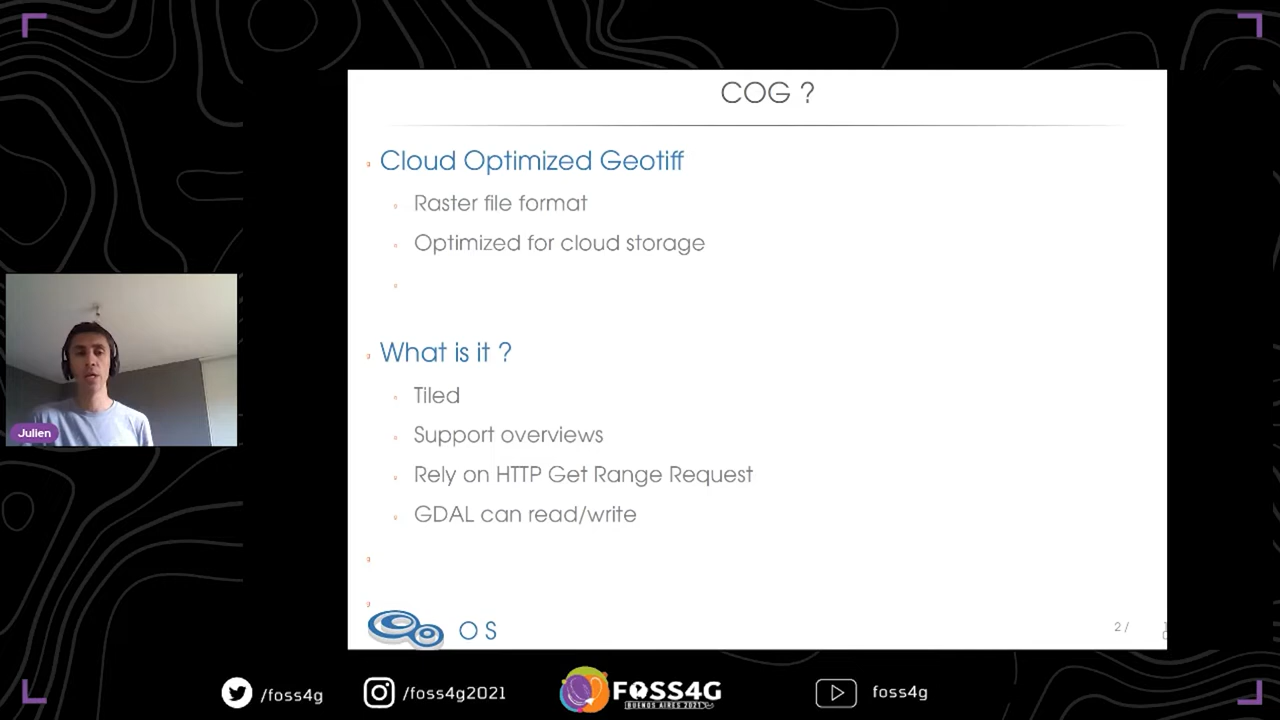 COG ?
Cloud Optimized Geotiff
Raster file format
Optimized for cloud storage
What is it ?
Tiled
Support overviews
Rely on HTTP Get Range Request
GDAL can read/write
Julien
O S
2 /
/foss4g
/foss4g2021
FOSS4G
BUENOS AIRES 2021
foss4g